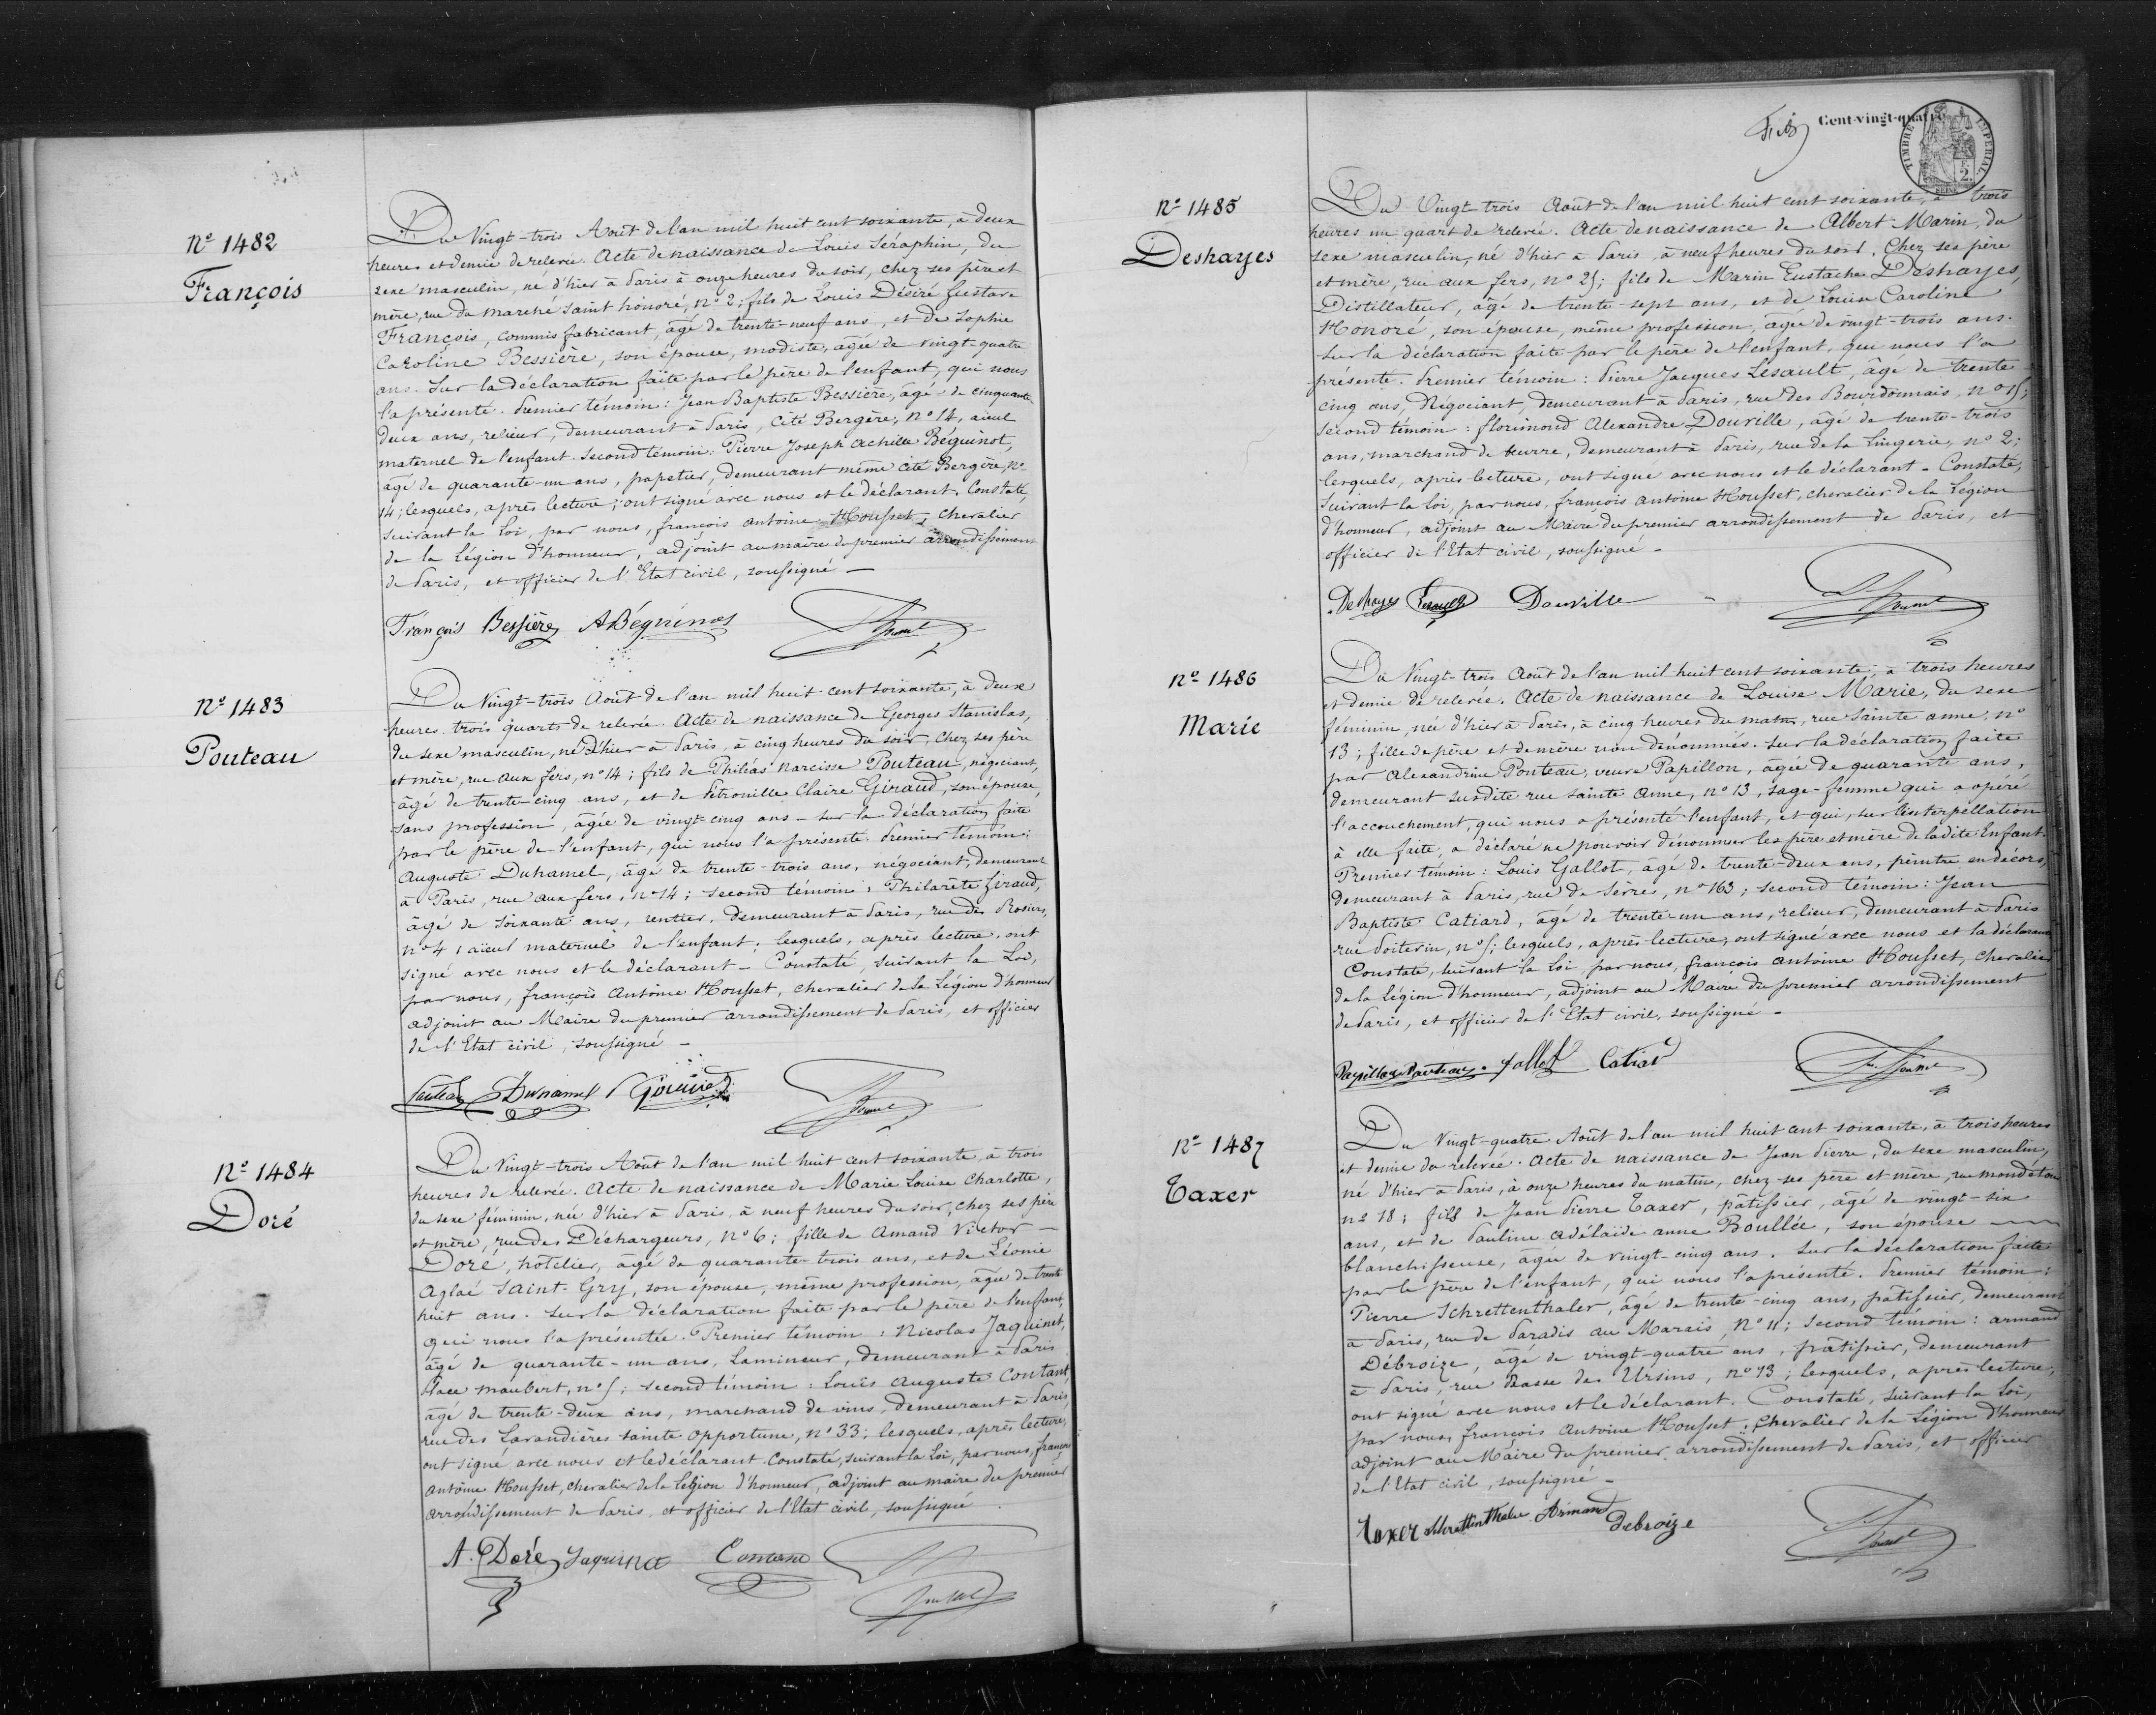 Nº 1482
François
Du Vingt-trois Août de l'an mil huit cent soixante, à deux
heures et demie de relevée. Acte de naissance de Louis Séraphin, du
sexe masculin, né d'hier à Paris à onze heures du soir, chez ses père et
mère, rue du marché Saint honoré, nº 2; fils de Louis Désiré Gustave
François, commis fabricant, âgé de trente-neuf ans, et de Sophie
Caroline Bessière, son épouse, modiste, âgée de vingt-quatre
ans. Sur la déclaration faite par le père de l'enfant, qui nous
l'a présenté. Premier témoin: Jean Baptiste Bessière, âgé de cinquante
deux ans, relieur, demeurant à Paris, Cité Bergère, nº 14, aïeul
maternel de l'enfant. Second témoin: Pierre Joseph Achille Béguinot,
âgé de quarante-un ans, papetier, demeurant même cité Bergère, nº
14; lesquels, après lecture, ont signé avec nous et le déclarant. Constaté,
suivant la Loi, par nous, françois antoine Housset, chevalier
de la Légion d'honneur, adjoint au maire du premier arrondissement
de Paris, et officier de l'Etat civil, soussigné —
François Bessière ABéguinot
Nº 1483
Pouteau
Du Vingt-trois Août de l'an mil huit cent soixante, à deux
heures trois quarts de relevée. Acte de naissance de Georges Stanislas,
du sexe masculin, né d'hier à Paris, à cinq heures du soir, chez ses père
et mère, rue aux fers, nº 14; fils de Philéas Narcisse Pouteau, négociant,
âgé de trente-cinq ans, et de Pétronille Claire Giraud, son épouse,
sans profession, âgée de vingt-cinq ans — sur la déclaration faite
par le père de l'enfant, qui nous l'a présenté. Premier témoin:
Auguste Duhamel, âgé de trente-trois ans, négociant, demeurant
à Paris, rue aux fers, nº 14; second témoin: Philarète Giraud,
âgé de soixante ans, rentier, demeurant à Paris, rue des Rosiers,
nº 4, aïeul maternel de l'enfant; lesquels, après lecture, ont
signé avec nous et le déclarant — Constaté, suivant la Loi,
par nous, françois Antoine Housset, chevalier de la Légion d'honneur
adjoint au Maire du premier arrondissement de Paris, et officier
de l'Etat civil, soussigné —
Pouteau Duhamel Giraud
Nº 1484
Doré
Du Vingt-trois Août de l'an mil huit cent soixante, à trois
heures de relevée. Acte de naissance de Marie Louise Charlotte,
du sexe féminin, née d'hier à Paris, à neuf heures du soir, chez ses père
et mère, rue des Déchargeurs, nº 6; fille de Amand Victor —
Doré, hôtelier, âgé de quarante-trois ans, et de Léonie
Aglaé Saint-Gry, son épouse, même profession, âgée de trente
huit ans. Sur la déclaration faite par le père de l'enfant,
qui nous l'a présentée. Premier témoin: Nicolas Jaquinet,
âgé de quarante-un ans, Lamineur, demeurant à Paris
Place Maubert, nº 5; second témoin: Louis Auguste Contant
âgé de trente-deux ans, marchand de vins, demeurant à Paris,
rue des Lavandières Sainte opportune, nº 33; lesquels, après lecture,
ont signé avec nous et le déclarant. Constaté, suivant la Loi, par nous, françois
antoine Housset, chevalier de la Légion d'honneur, adjoint au maire du premier
arrondissement de Paris, et officier de l'Etat civil, soussigné
A. Doré Jaquinet Contant
Cent-vingt-quatre
TIMBRE IMPERIAL
2.
SEINE
Nº 1485
Deshayes
Du Vingt-trois Août de l'an mil huit cent soixante, à trois
heures un quart de relevée. Acte de naissance de Albert Marin, du
sexe masculin, né d'hier à Paris, à neuf heures du soir, chez ses père
et mère, rue aux fers, nº 25; fils de Marin Eustache Deshayes,
Distillateur, âgé de trente-sept ans, et de Louise Caroline
Honoré, son épouse, même profession, âgée de vingt-trois ans.
sur la déclaration faite par le père de l'enfant, qui nous l'a
présenté. Premier témoin: Pierre Jacques Lesault, âgé de trente-
cinq ans, Négociant, demeurant à Paris, rue des Bourdonnais, nº 15;
second témoin: florimond Alexandre Douville, âgé de trente-trois
ans, marchand de beurre, demeurant à Paris, rue de la Lingerie, nº 2;
lesquels, après lecture, ont signé avec nous et le déclarant — Constaté,
suivant la Loi, par nous, françois antoine Housset, chevalier de la Légion
d'honneur, adjoint au Maire du premier arrondissement de Paris, et
officier de l'Etat civil, soussigné —
Deshayes Lesault Douville
Nº 1486
Marie
Du Vingt-trois Août de l'an mil huit cent soixante, à trois heures
et demie de relevée. Acte de naissance de Louise Marie, du sexe
féminin, née d'hier à Paris, à cinq heures du matin, rue Sainte anne, nº
13; fille de père et de mère non dénommés. Sur la déclaration faite
par Alexandrine Ponteau, veuve Papillon, âgée de quarante ans,
demeurant susdite rue Sainte Anne, nº 13, sage-femme qui a opéré
l'accouchement, qui nous a présenté l'enfant, et qui, sur l'interpellation
à elle faite, a déclaré ne pouvoir dénommer les père et mère de ladite Enfant.
Premier témoin: Louis Gallot, âgé de trente-deux ans, peintre en décors,
demeurant à Paris, rue de Sèvres, nº 163; second témoin: Jean
Baptiste Catiard, âgé de trente-un ans, relieur, demeurant à Paris
rue Poitevin, nº 5; lesquels, après lecture, ont signé avec nous et la déclarante
Constaté, suivant la Loi, par nous, françois antoine Housset, chevalier
de la Légion d'honneur, adjoint au Maire du premier arrondissement
de Paris, et officier de l'Etat civil, soussigné —
Papillon Gallot Catiard
Nº 1487
Taxer
Du Vingt-quatre Août de l'an mil huit cent soixante, à trois heures
et demie de relevée. Acte de naissance de Jean Pierre, du sexe masculin,
né d'hier à Paris, à onze heures du matin, chez ses père et mère, rue mondetour
nº 18; fils de Jean Pierre Taxer, pâtissier, âgé de vingt-six
ans, et de Pauline adélaïde anne Boullée, son épouse
blanchisseuse, âgée de vingt-cinq ans. Sur la déclaration faite
par le père de l'enfant, qui nous l'a présenté. Premier témoin:
Pierre Schrettenthaler, âgé de trente-cinq ans, pâtissier, demeurant
à Paris, rue de Paradis au Marais, Nº 11; second témoin: armand
Débroize, âgé de vingt-quatre ans, pâtissier, demeurant
à Paris, rue Basse des Ursins, nº 13; lesquels, après lecture,
ont signé avec nous et le déclarant. Constaté, suivant la Loi,
par nous, françois Antoine Housset, chevalier de la Légion d'honneur
adjoint au Maire du premier arrondissement de Paris, et officier
de l'Etat civil, soussigné —
Taxer Schrettenthaler Armand
debroize